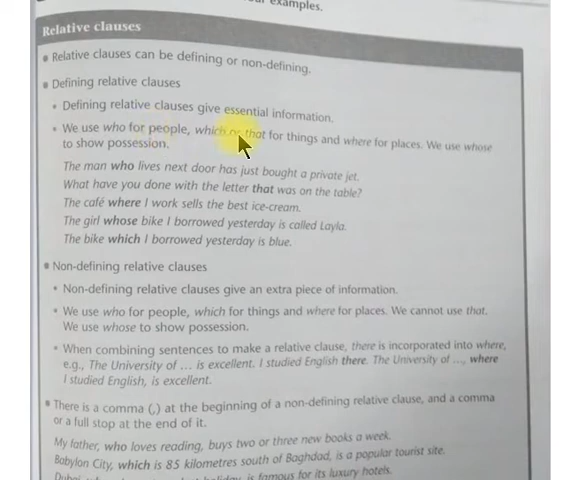 examples.
Relative clauses
• Relative clauses can be defining or non-defining.
• Defining relative clauses
• Defining relative clauses give essential information.
• We use who for people, which or that for things and where for places. We use whose
to show possession.
The man who lives next door has just bought a private jet.
What have you done with the letter that was on the table?
The café where I work sells the best ice-cream.
The girl whose bike I borrowed yesterday is called Layla.
The bike which I borrowed yesterday is blue.
• Non-defining relative clauses
• Non-defining relative clauses give an extra piece of information.
• We use who for people, which for things and where for places. We cannot use that.
We use whose to show possession.
• When combining sentences to make a relative clause, there is incorporated into where,
e.g., The University of ... is excellent. I studied English there. The University of ..., where
I studied English, is excellent.
• There is a comma (,) at the beginning of a non-defining relative clause, and a comma
or a full stop at the end of it.
My father, who loves reading, buys two or three new books a week.
Babylon City, which is 85 kilometres south of Baghdad, is a popular tourist site.
is famous for its luxury hotels.